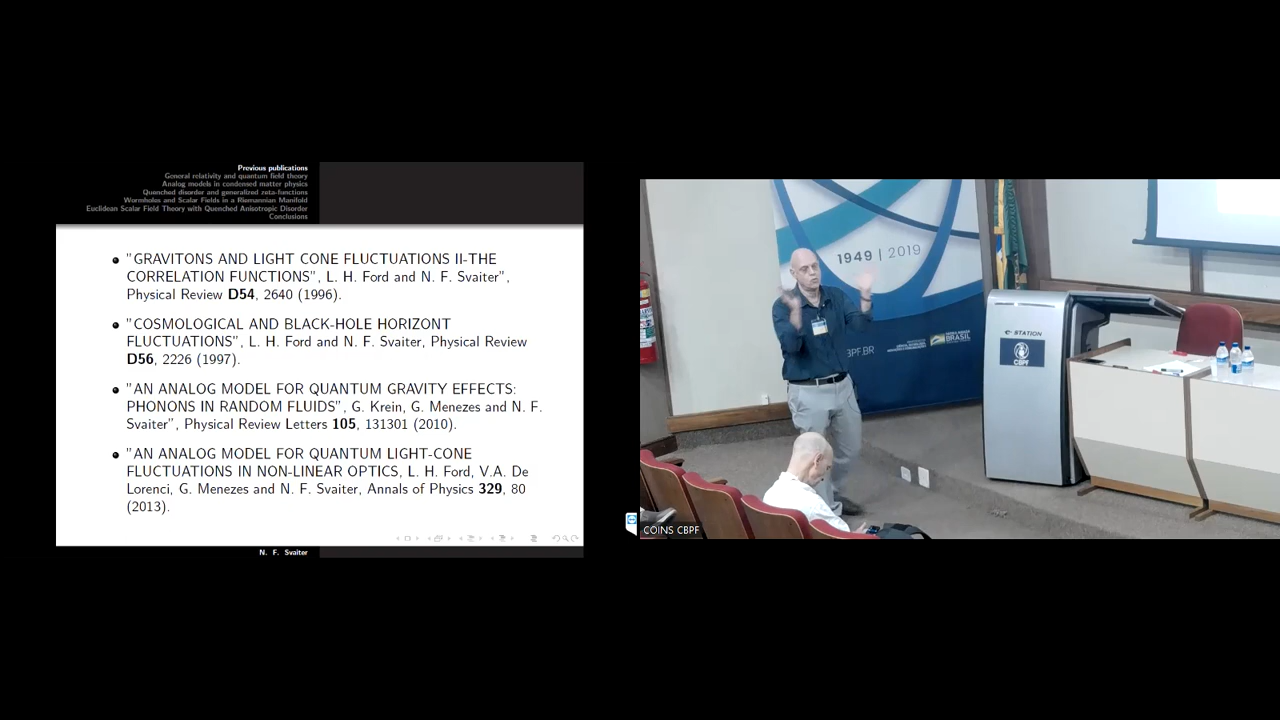 Previous publications
General relativity and quantum field theory
Analog models in condensed matter physics
Quenched disorder and generalized zeta-functions
Wormholes and Scalar Fields in a Riemannian Manifold
Euclidean Scalar Field Theory with Quenched Anisotropic Disorder
Conclusions
"GRAVITONS AND LIGHT CONE FLUCTUATIONS II-THE
CORRELATION FUNCTIONS", L. H. Ford and N. F. Svaiter",
Physical Review D54, 2640 (1996).
"COSMOLOGICAL AND BLACK-HOLE HORIZONT
FLUCTUATIONS", L. H. Ford and N. F. Svaiter, Physical Review
D56, 2226 (1997).
"AN ANALOG MODEL FOR QUANTUM GRAVITY EFFECTS:
PHONONS IN RANDOM FLUIDS", G. Krein, G. Menezes and N. F.
Svaiter", Physical Review Letters 105, 131301 (2010).
"AN ANALOG MODEL FOR QUANTUM LIGHT-CONE
FLUCTUATIONS IN NON-LINEAR OPTICS, L. H. Ford, V.A. De
Lorenci, G. Menezes and N. F. Svaiter, Annals of Physics 329, 80
(2013).
N. F. Svaiter
1949 | 2019
CBPF.BR
BRASIL
e-STATION
CBPF
COINS CBPF